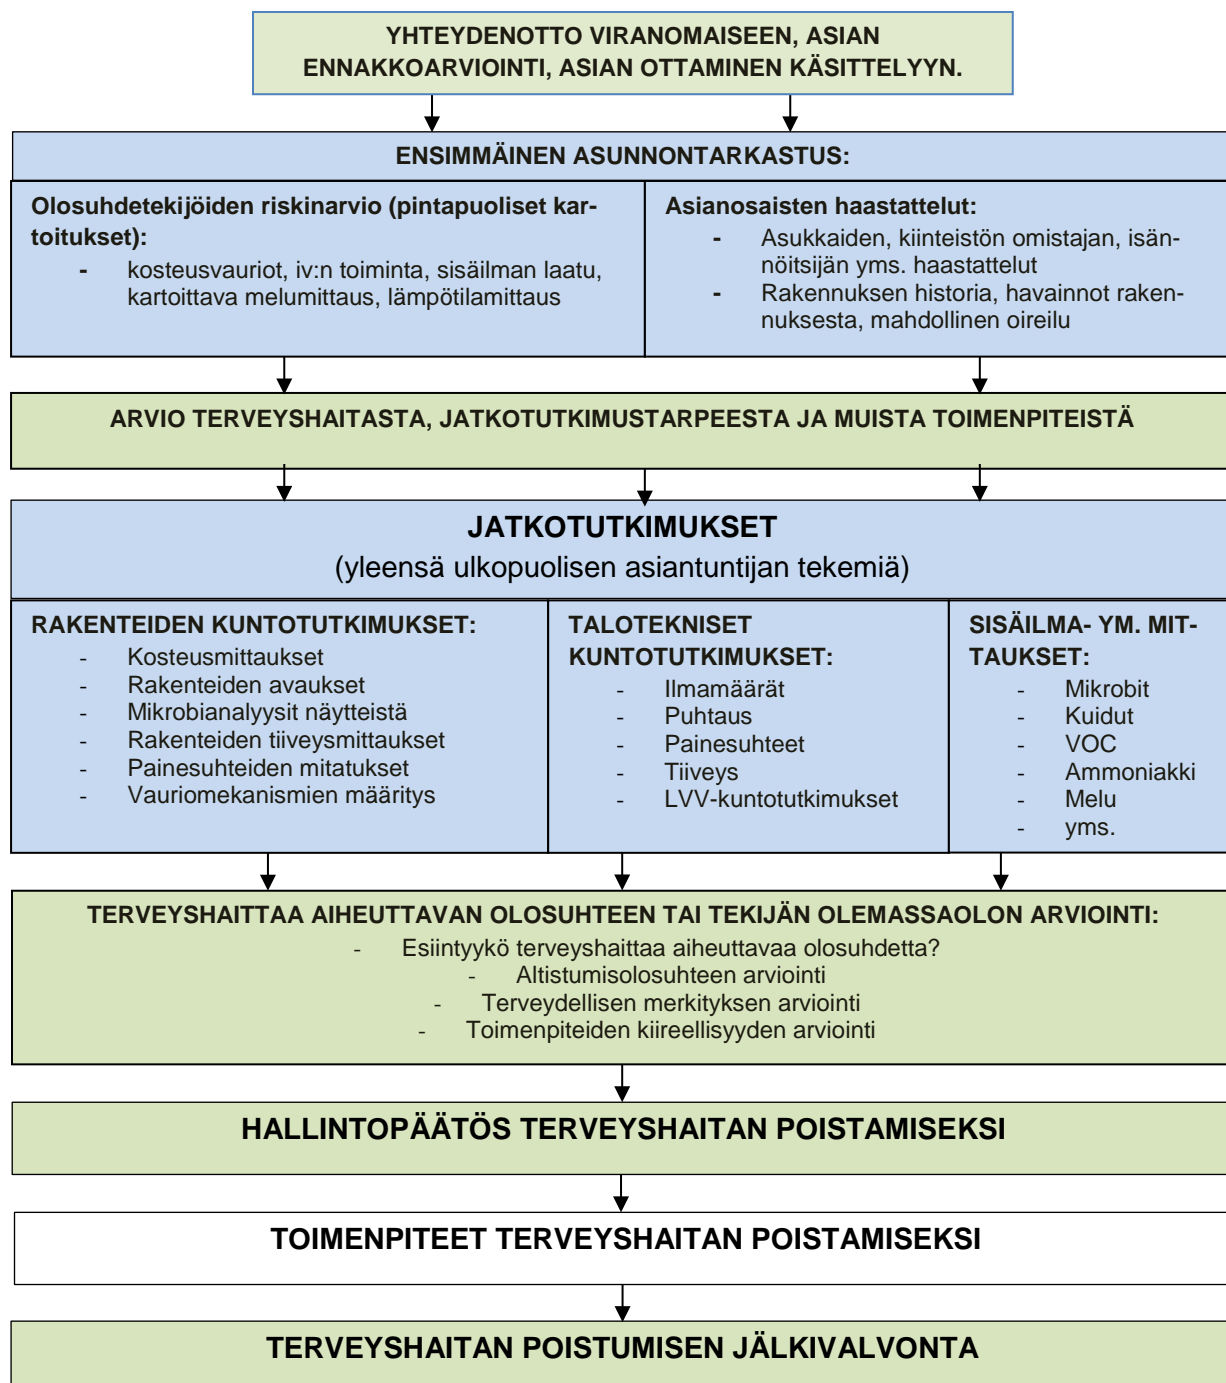 YHTEYDENOTTO VIRANOMAISEEN, ASIAN
ENNAKKOARVIOINTI, ASIAN OTTAMINEN KÄSITTELYYN.
ENSIMMÄINEN ASUNNONTARKASTUS:
Olosuhdetekijöiden riskinarvio (pintapuoliset kar-
toitukset):
- kosteusvauriot, iv:n toiminta, sisäilman laatu,
kartoittava melumittaus, lämpötilamittaus
Asianosaisten haastattelut:
- Asukkaiden, kiinteistön omistajan, isän-
nöitsijän yms. haastattelut
- Rakennuksen historia, havainnot raken-
nuksesta, mahdollinen oireilu
ARVIO TERVEYSHAITASTA, JATKOTUTKIMUSTARPEESTA JA MUISTA TOIMENPITEISTÄ
JATKOTUTKIMUKSET
(yleensä ulkopuolisen asiantuntijan tekemiä)
RAKENTEIDEN KUNTOTUTKIMUKSET:
- Kosteusmittaukset
- Rakenteiden avaukset
- Mikrobianalyysit näytteistä
- Rakenteiden tiiveysmittaukset
- Painesuhteiden mitatukset
- Vauriomekanismien määritys
TALOTEKNISET
KUNTOTUTKIMUKSET:
- Ilmamäärät
- Puhtaus
- Painesuhteet
- Tiiveys
- LVV-kuntotutkimukset
SISÄILMA- YM. MIT-
TAUKSET:
- Mikrobit
- Kuidut
- VOC
- Ammoniakki
- Melu
- yms.
TERVEYSHAITTAA AIHEUTTAVAN OLOSUHTEEN TAI TEKIJÄN OLEMASSAOLON ARVIOINTI:
- Esiintyykö terveyshaittaa aiheuttavaa olosuhdetta?
- Altistumisolosuhteen arviointi
- Terveydellisen merkityksen arviointi
- Toimenpiteiden kiireellisyyden arviointi
HALLINTOPÄÄTÖS TERVEYSHAITAN POISTAMISEKSI
TOIMENPITEET TERVEYSHAITAN POISTAMISEKSI
TERVEYSHAITAN POISTUMISEN JÄLKIVALVONTA